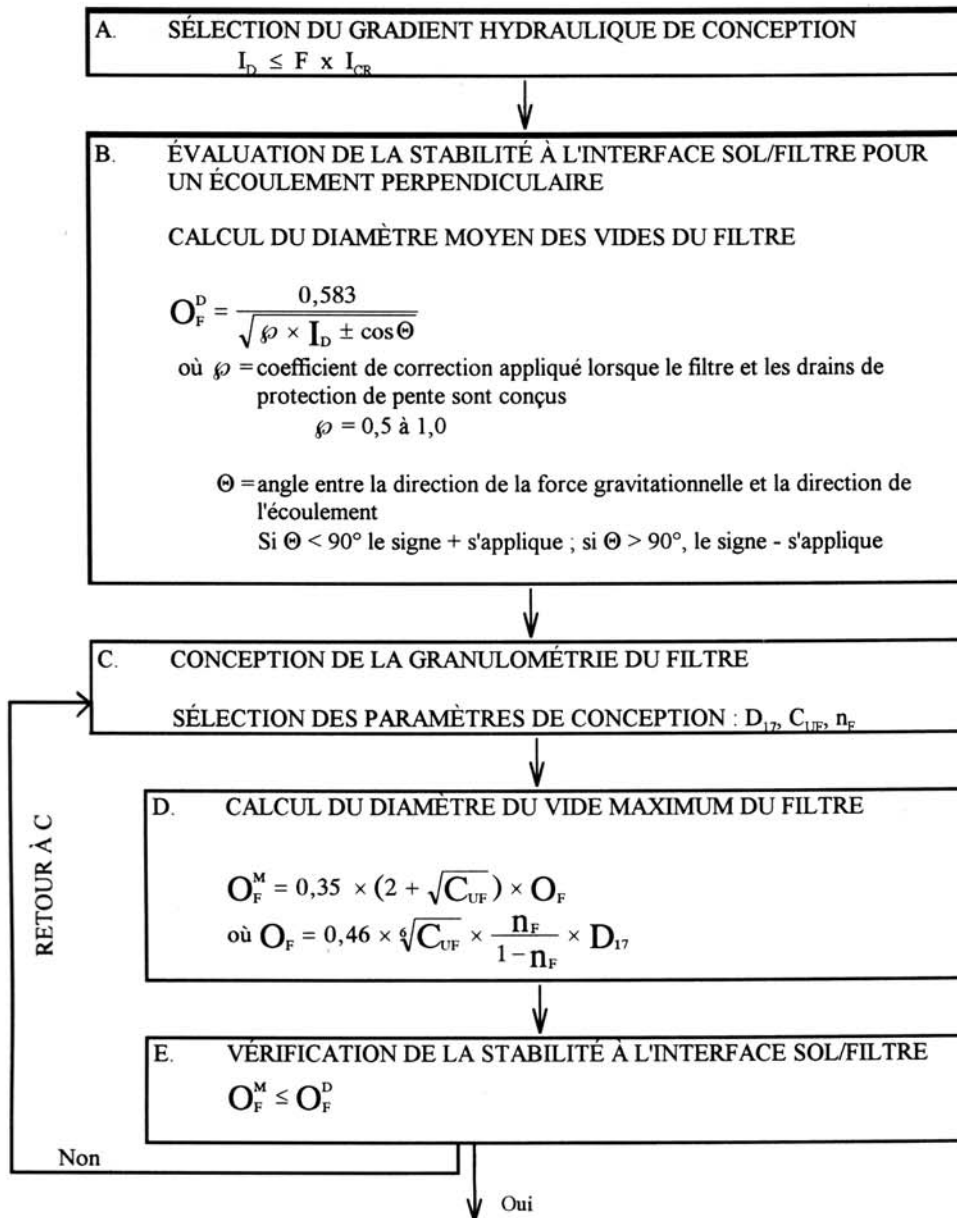 A. SÉLECTION DU GRADIENT HYDRAULIQUE DE CONCEPTION
I_D ≤ F x I_CR
B. ÉVALUATION DE LA STABILITÉ À L'INTERFACE SOL/FILTRE POUR
UN ÉCOULEMENT PERPENDICULAIRE
CALCUL DU DIAMÈTRE MOYEN DES VIDES DU FILTRE
O_F^D = 0,583 / √(℘ × I_D ± cosΘ)
où ℘ = coefficient de correction appliqué lorsque le filtre et les drains de
protection de pente sont conçus
℘ = 0,5 à 1,0
Θ = angle entre la direction de la force gravitationnelle et la direction de
l'écoulement
Si Θ < 90° le signe + s'applique ; si Θ > 90°, le signe - s'applique
C. CONCEPTION DE LA GRANULOMÉTRIE DU FILTRE
SÉLECTION DES PARAMÈTRES DE CONCEPTION : D_17, C_UF, n_F
D. CALCUL DU DIAMÈTRE DU VIDE MAXIMUM DU FILTRE
O_F^M = 0,35 × (2 + √C_UF) × O_F
où O_F = 0,46 × ⁶√C_UF × n_F / (1 - n_F) × D_17
RETOUR À C
E. VÉRIFICATION DE LA STABILITÉ À L'INTERFACE SOL/FILTRE
O_F^M ≤ O_F^D
Non
Oui